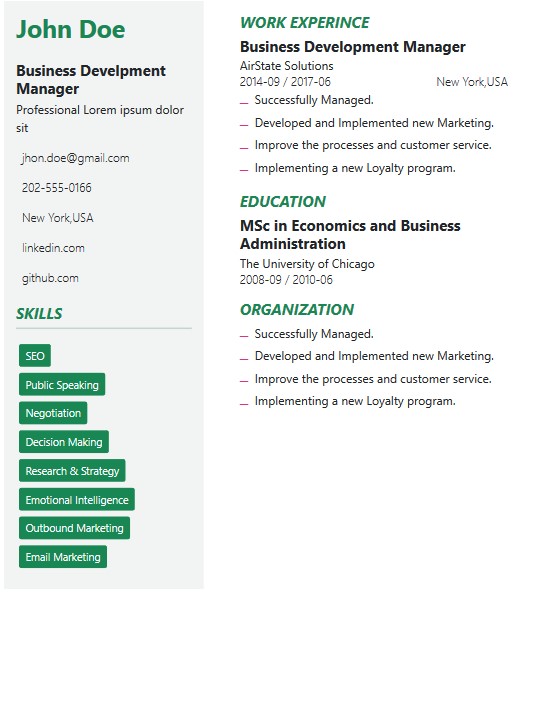 John Doe
Business Develpment
Manager
Professional Lorem ipsum dolor
sit
jhon.doe@gmail.com
202-555-0166
New York,USA
linkedin.com
github.com
SKILLS
SEO
Public Speaking
Negotiation
Decision Making
Research & Strategy
Emotional Intelligence
Outbound Marketing
Email Marketing
WORK EXPERINCE
Business Development Manager
AirState Solutions
2014-09 / 2017-06 New York,USA
Successfully Managed.
Developed and Implemented new Marketing.
Improve the processes and customer service.
Implementing a new Loyalty program.
EDUCATION
MSc in Economics and Business
Administration
The University of Chicago
2008-09 / 2010-06
ORGANIZATION
Successfully Managed.
Developed and Implemented new Marketing.
Improve the processes and customer service.
Implementing a new Loyalty program.